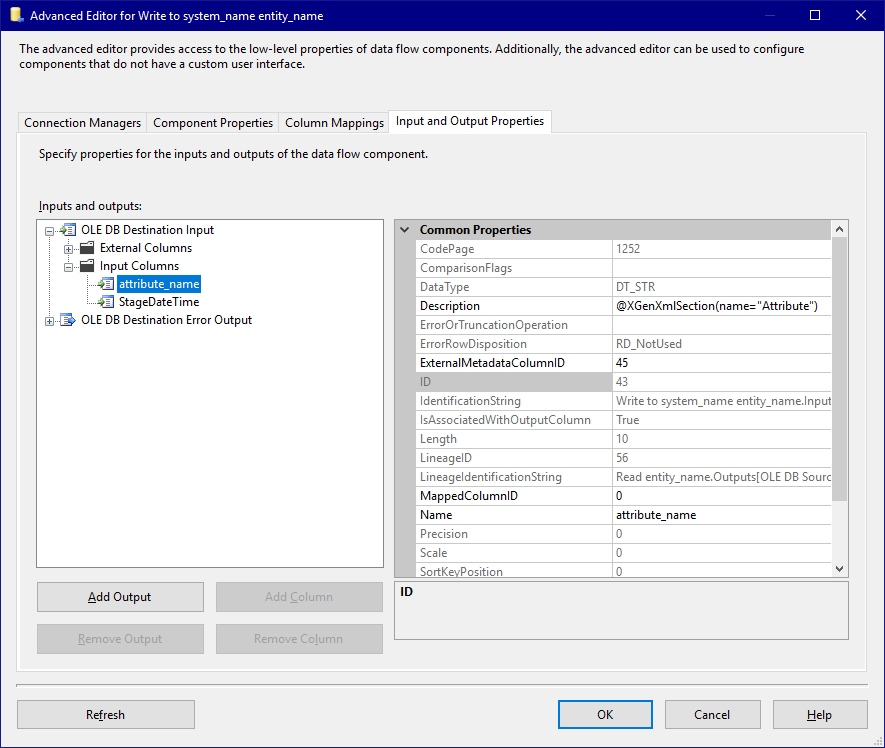 Advanced Editor for Write to system_name entity_name
The advanced editor provides access to the low-level properties of data flow components. Additionally, the advanced editor can be used to configure
components that do not have a custom user interface.
Connection Managers Component Properties Column Mappings Input and Output Properties
Specify properties for the inputs and outputs of the data flow component.
Inputs and outputs:
OLE DB Destination Input
External Columns
Input Columns
attribute_name
StageDateTime
OLE DB Destination Error Output
Common Properties
CodePage 1252
ComparisonFlags
DataType DT_STR
Description @XGenXmlSection(name="Attribute")
ErrorOrTruncationOperation
ErrorRowDisposition RD_NotUsed
ExternalMetadataColumnID 45
ID 43
IdentificationString Write to system_name entity_name.Input
IsAssociatedWithOutputColumn True
Length 10
LineageID 56
LineageIdentificationString Read entity_name.Outputs[OLE DB Sourc
MappedColumnID 0
Name attribute_name
Precision 0
Scale 0
SortKeyPosition 0
ID
Add Output Add Column
Remove Output Remove Column
Refresh OK Cancel Help